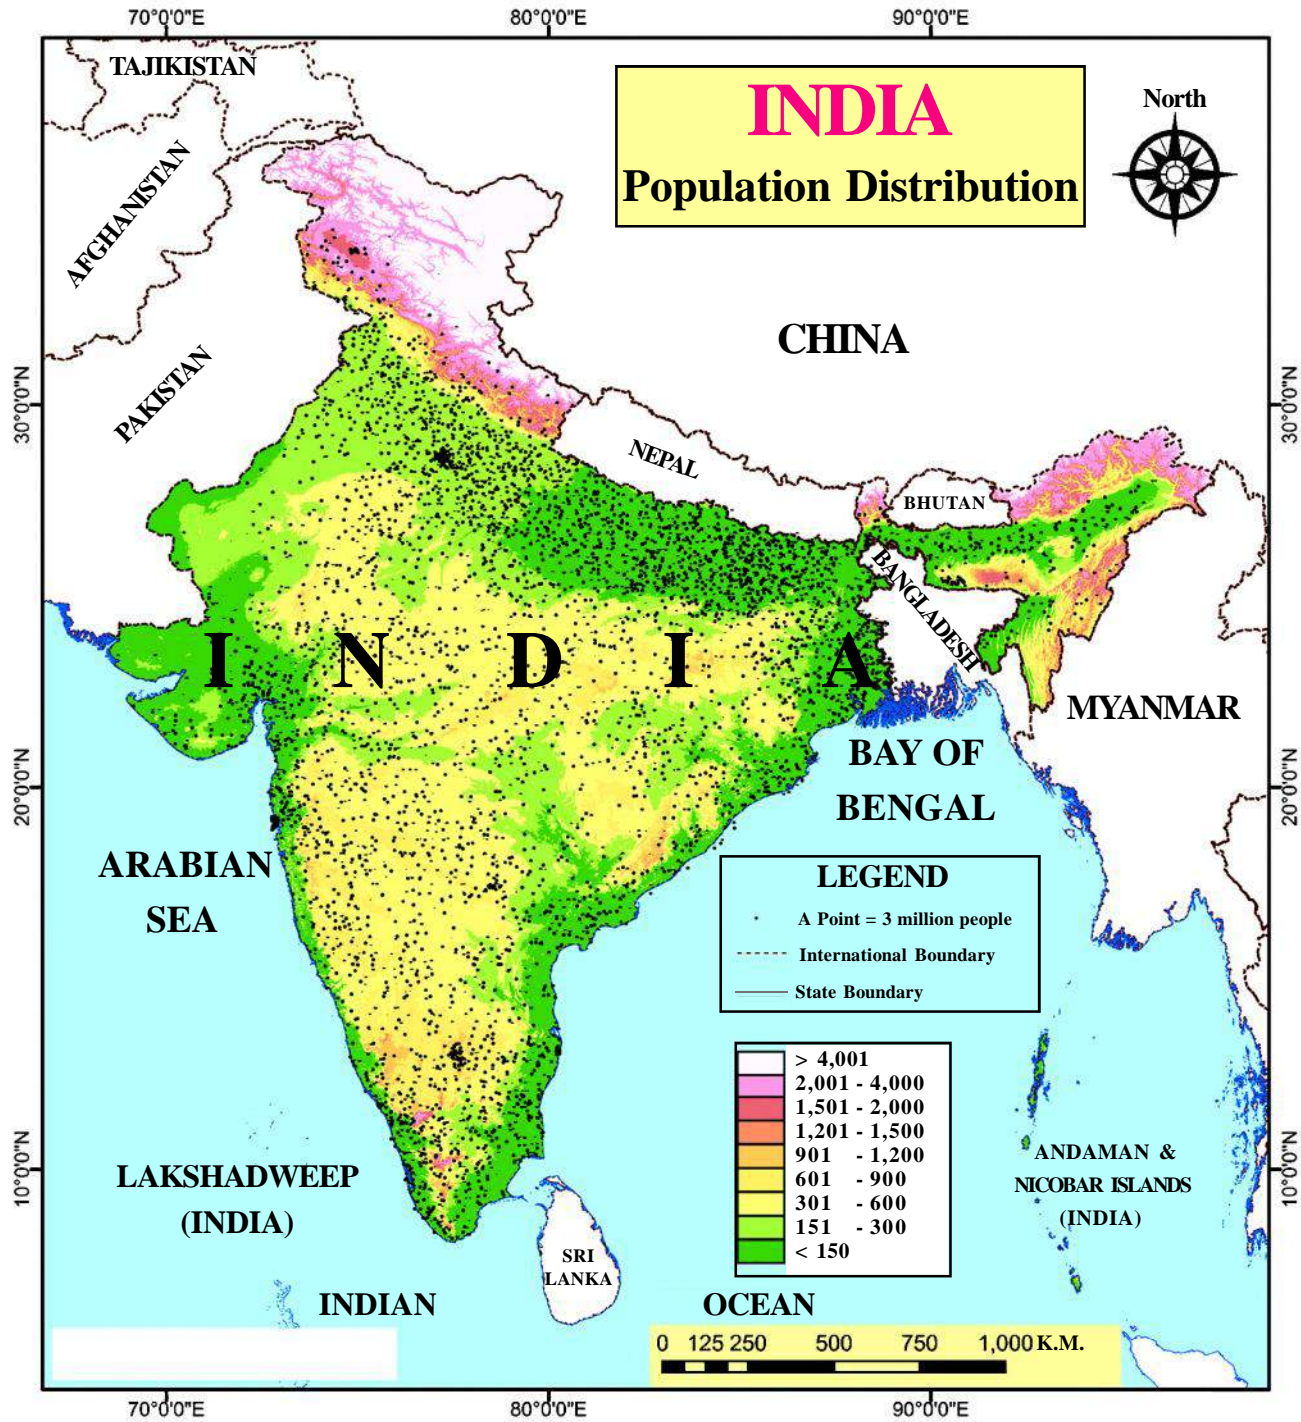 70°0'0"E 80°0'0"E 90°0'0"E
TAJIKISTAN
INDIA
Population Distribution
North
AFGHANISTAN
CHINA
PAKISTAN
30°0'0"N 30°0'0"N
NEPAL
BHUTAN
BANGLADESH
I N D I A
MYANMAR
BAY OF
BENGAL
20°0'0"N 20°0'0"N
ARABIAN
SEA
LEGEND
A Point = 3 million people
International Boundary
State Boundary
> 4,001
2,001 - 4,000
1,501 - 2,000
1,201 - 1,500
901 - 1,200
601 - 900
301 - 600
151 - 300
< 150
10°0'0"N 10°0'0"N
LAKSHADWEEP
(INDIA)
ANDAMAN &
NICOBAR ISLANDS
(INDIA)
SRI
LANKA
INDIAN OCEAN
0 125 250 500 750 1,000 K.M.
70°0'0"E 80°0'0"E 90°0'0"E